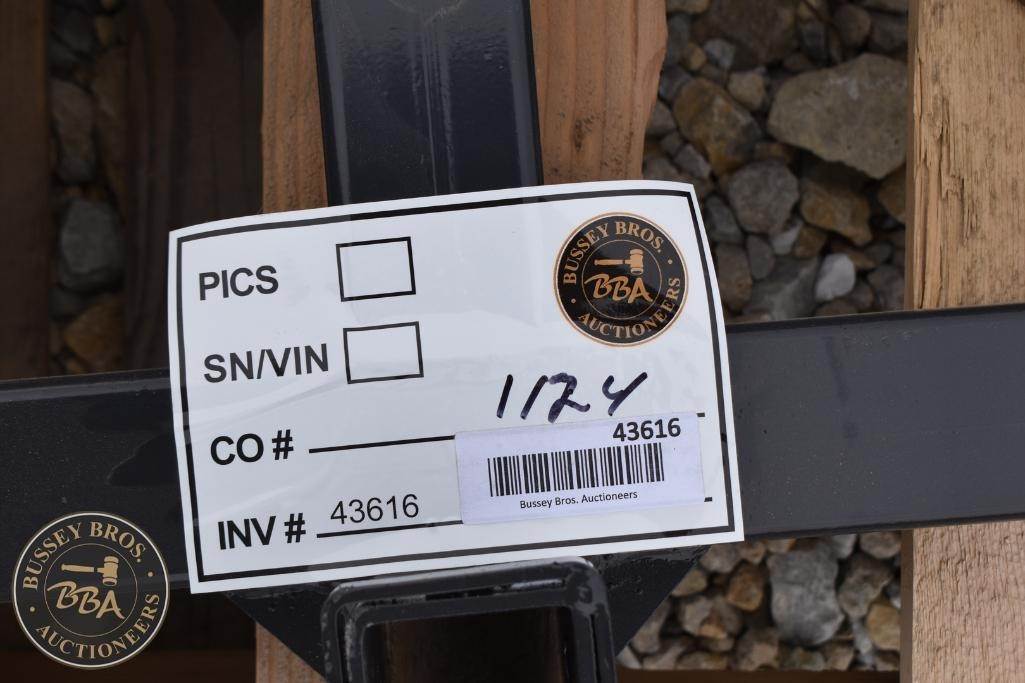 PICS
BUSSEY BROS.
BBA
AUCTIONEERS
SN/VIN
1124
CO #
43616
Bussey Bros. Auctioneers
INV # 43616
BUSSEY BROS.
BBA
AUCTIONEERS